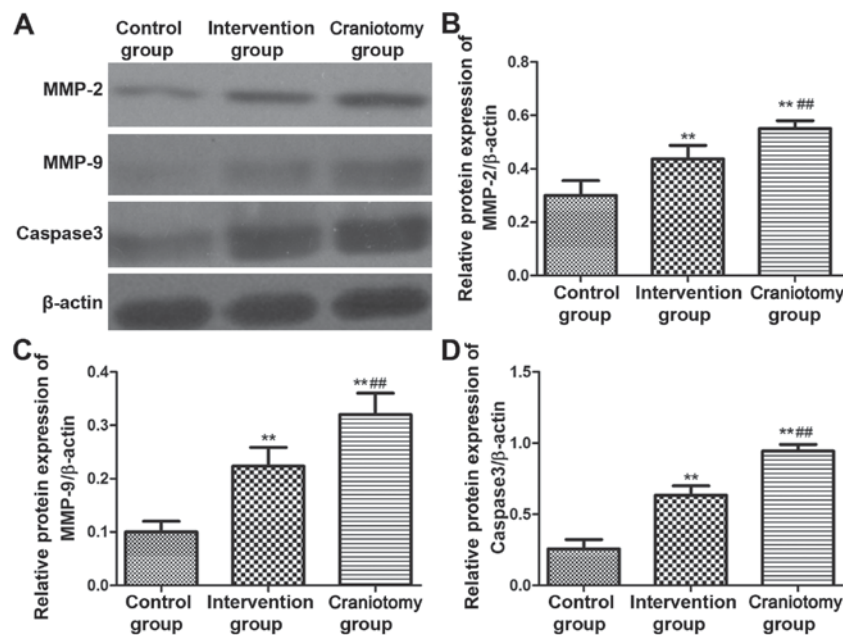 A
Control group
Intervention group
Craniotomy group
MMP-2
MMP-9
Caspase3
β-actin
B
Relative protein expression of
MMP-2/β-actin
0.8
0.6
0.4
0.2
0.0
**
** ##
Control group
Intervention group
Craniotomy group
C
Relative protein expression of
MMP-9/β-actin
0.4
0.3
0.2
0.1
0.0
**
**##
Control group
Intervention group
Craniotomy group
D
Relative protein expression of
Caspase3/β-actin
1.5
1.0
0.5
0.0
**
**##
Control group
Intervention group
Craniotomy group